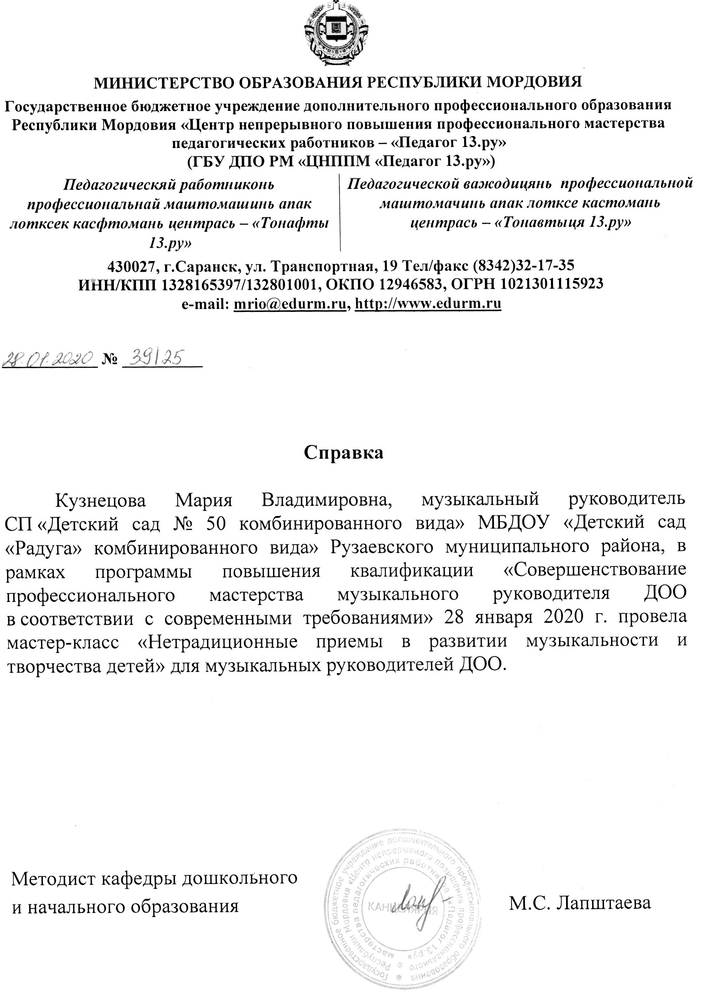 МИНИСТЕРСТВО ОБРАЗОВАНИЯ РЕСПУБЛИКИ МОРДОВИЯ
Государственное бюджетное учреждение дополнительного профессионального образования
Республики Мордовия «Центр непрерывного повышения профессионального мастерства
педагогических работников – «Педагог 13.ру»
(ГБУ ДПО РМ «ЦНППМ «Педагог 13.ру»)
Педагогическяй работниконь
профессиональнай маштомашинь апак
лотксек касфтомань центрась – «Тонафты
13.ру»
Педагогической важодицянь профессиональной
маштомачинь апак лотксе кастомань
центрась – «Тонавтыця 13.ру»
430027, г.Саранск, ул. Транспортная, 19 Тел/факс (8342)32-17-35
ИНН/КПП 1328165397/132801001, ОКПО 12946583, ОГРН 1021301115923
e-mail: mrio@edurm.ru, http://www.edurm.ru
28.01.2020 № 39/25
Справка
Кузнецова Мария Владимировна, музыкальный руководитель
СП «Детский сад № 50 комбинированного вида» МБДОУ «Детский сад
«Радуга» комбинированного вида» Рузаевского муниципального района, в
рамках программы повышения квалификации «Совершенствование
профессионального мастерства музыкального руководителя ДОО
в соответствии с современными требованиями» 28 января 2020 г. провела
мастер-класс «Нетрадиционные приемы в развитии музыкальности и
творчества детей» для музыкальных руководителей ДОО.
Методист кафедры дошкольного
и начального образования
М.С. Лапштаева
Государственное бюджетное учреждение дополнительного профессионального образования
Республики Мордовия «Центр непрерывного повышения профессионального
мастерства педагогических работников «Педагог 13.ру»
КАНЦЕЛЯРИЯ